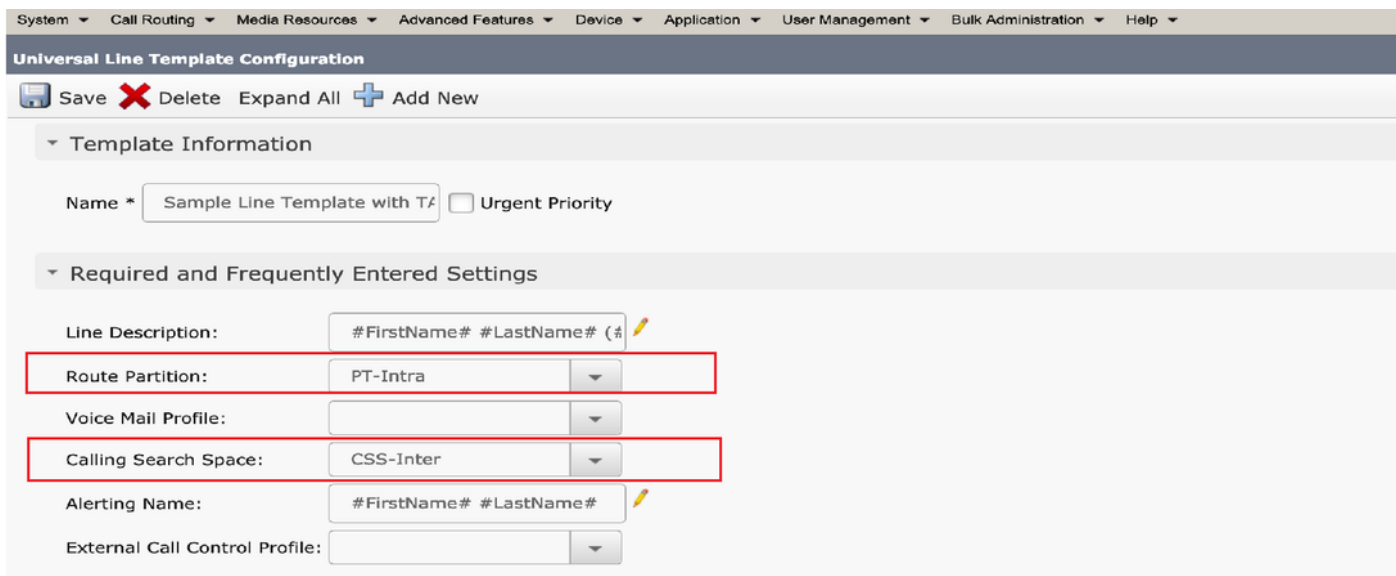 System Call Routing Media Resources Advanced Features Device Application User Management Bulk Administration Help
Universal Line Template Configuration
Save Delete Expand All Add New
Template Information
Name * Sample Line Template with TA Urgent Priority
Required and Frequently Entered Settings
Line Description: #FirstName# #LastName# (#
Route Partition: PT-Intra
Voice Mail Profile:
Calling Search Space: CSS-Inter
Alerting Name: #FirstName# #LastName#
External Call Control Profile: